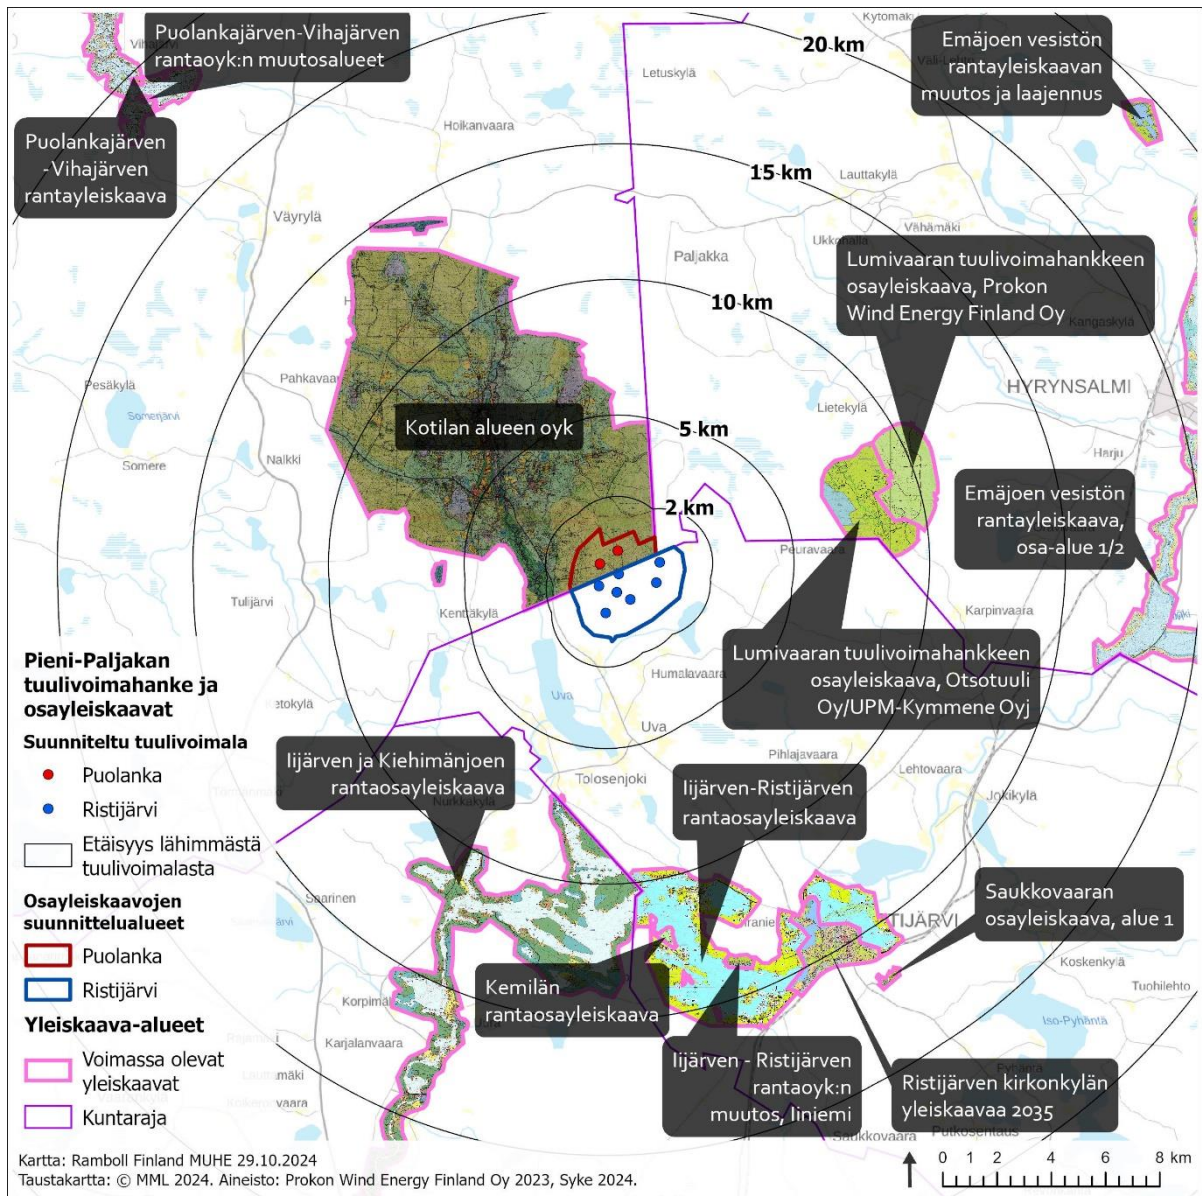 Puolankajärven-Vihajärven
rantaoyk:n muutosalueet
Puolankajärven
-Vihajärven
rantayleiskaava
Vihajärvi
20 km
Kytömäki
Letuskylä
Emäjoen vesistön
rantayleiskaavan
muutos ja laajennus
Hoikanvaara
15 km
Lauttakylä
Väyrylä
Vähämäki
Paljakka
Lumivaaran tuulivoimahankkeen
osayleiskaava, Prokon
Wind Energy Finland Oy
10 km
Kangaskylä
Pesäkylä
Somerjärvi
HYRYNSALMI
Lietekylä
Kotilan alueen oyk
5 km
Somere
Nalkki
Harju
Emäjoen vesistön
rantayleiskaava,
osa-alue 1/2
2 km
Peuravaara
Tulijärvi
Kenttäkylä
Karpinvaara
Humalavaara
Lumivaaran tuulivoimahankkeen
osayleiskaava, Otsotuuli
Oy/UPM-Kymmene Oyj
Uva
Uva
Pihlajavaara
Lehtovaara
Tolosenjoki
Jokikylä
Iijärven ja Kiehimänjoen
rantaosayleiskaava
Nurkkakylä
Iijärven-Ristijärven
rantaosayleiskaava
Saarinen
Saukkovaaran
osayleiskaava, alue 1
TIJÄRVI
Koskenkylä
Tuohilehto
Kemilän
rantaosayleiskaava
Iso-Pyhäntä
Karjalanvaara
Iijärven - Ristijärven
rantaoyk:n
muutos, liniemi
Ristijärven kirkonkylän
yleiskaavaa 2035
Saukkovaara
Putkosentaus
Pieni-Paljakan
tuulivoimahanke ja
osayleiskaavat
Suunniteltu tuulivoimala
Puolanka
Ristijärvi
Etäisyys lähimmästä
tuulivoimalasta
Osayleiskaavojen
suunnittelualueet
Puolanka
Ristijärvi
Yleiskaava-alueet
Voimassa olevat
yleiskaavat
Kuntaraja
Kartta: Ramboll Finland MUHE 29.10.2024
Taustakartta: © MML 2024. Aineisto: Prokon Wind Energy Finland Oy 2023, Syke 2024.
0 1 2 4 6 8 km